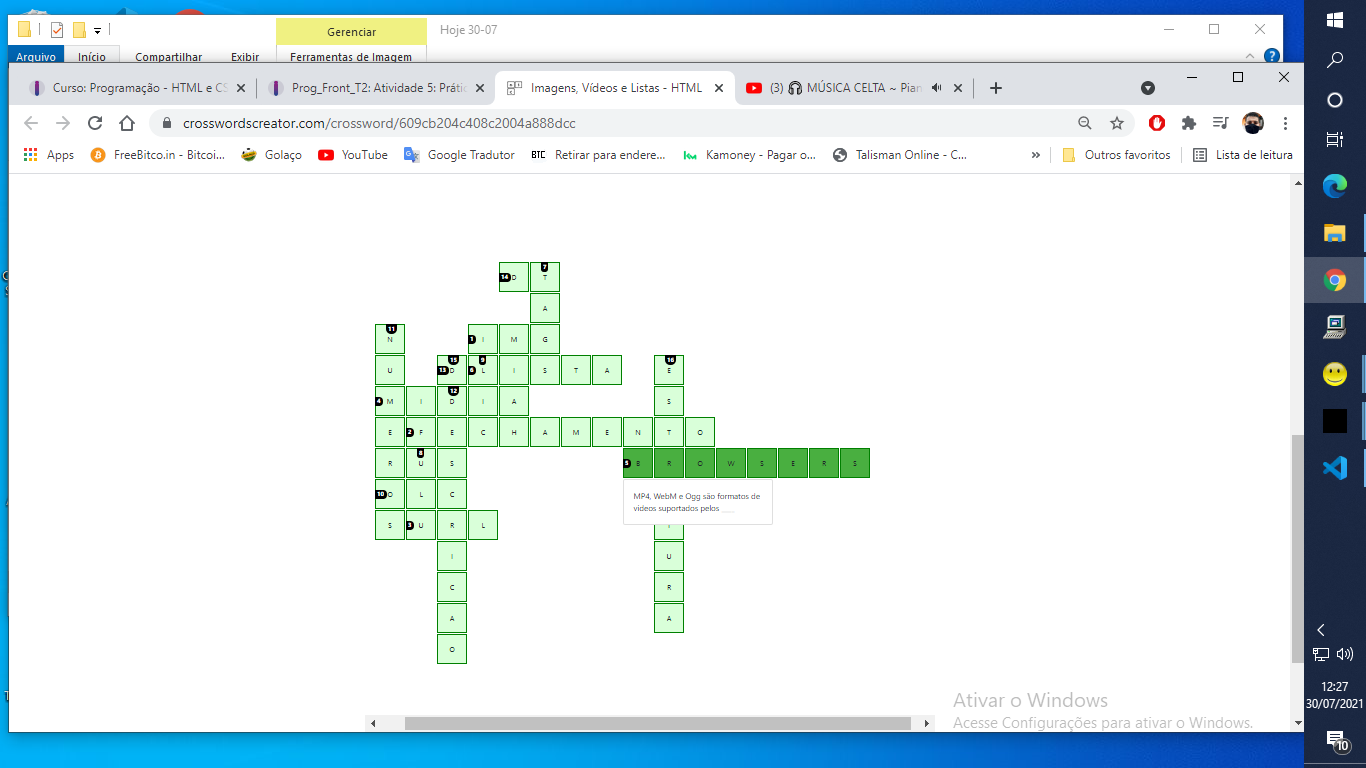 Gerenciar
Hoje 30-07
Arquivo
Início
Compartilhar
Exibir
Ferramentas de Imagem
Curso: Programação - HTML e CS
Prog_Front_T2: Atividade 5: Práti
Imagens, Vídeos e Listas - HTML
(3) 🎧 MÚSICA CELTA ~ Pian
crosswordscreator.com/crossword/609cb204c408c2004a888dcc
Apps
FreeBitco.in - Bitcoi...
Golaço
YouTube
Google Tradutor
BTC Retirar para endere...
Kamoney - Pagar o...
Talisman Online - C...
»
Outros favoritos
Lista de leitura
14 D 7 T
A
11 N 1 I M G
U 15 13 D 9 6 L I S T A 16 E
4 M I 12 D I A S
E 2 F E C H A M E N T O
R 8 U S 5 B R O W S E R S
10 O L C
S 3 U R L
I U
C R
A A
O
MP4, WebM e Ogg são formatos de
vídeos suportados pelos ____
Ativar o Windows
Acesse Configurações para ativar o Windows.
12:27
30/07/2021
10